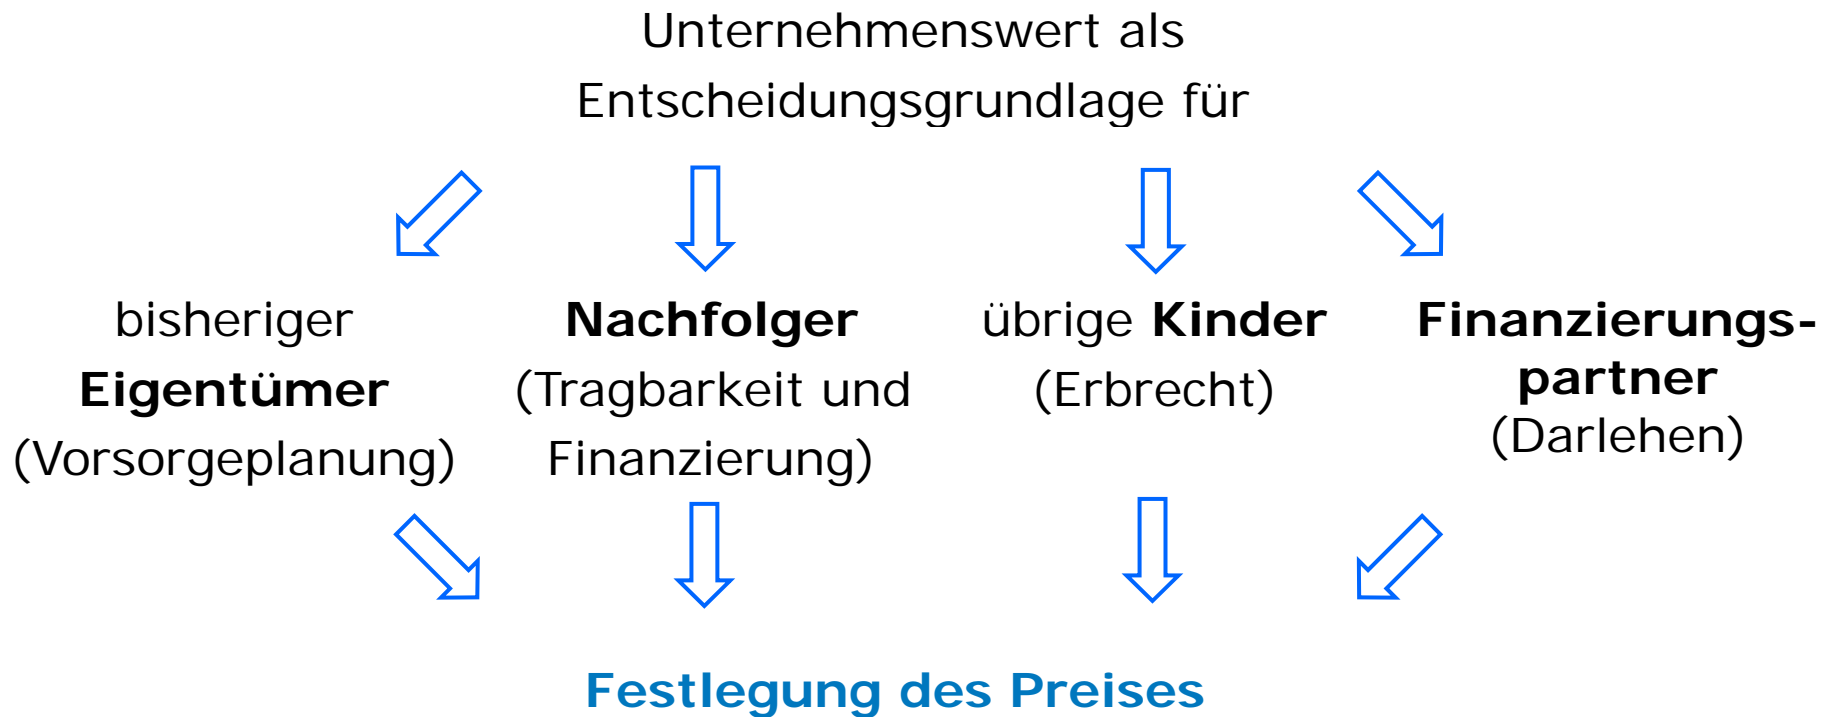 Unternehmenswert als
Entscheidungsgrundlage für
bisheriger
Eigentümer
(Vorsorgeplanung)
Nachfolger
(Tragbarkeit und
Finanzierung)
übrige Kinder
(Erbrecht)
Finanzierungs-
partner
(Darlehen)
Festlegung des Preises